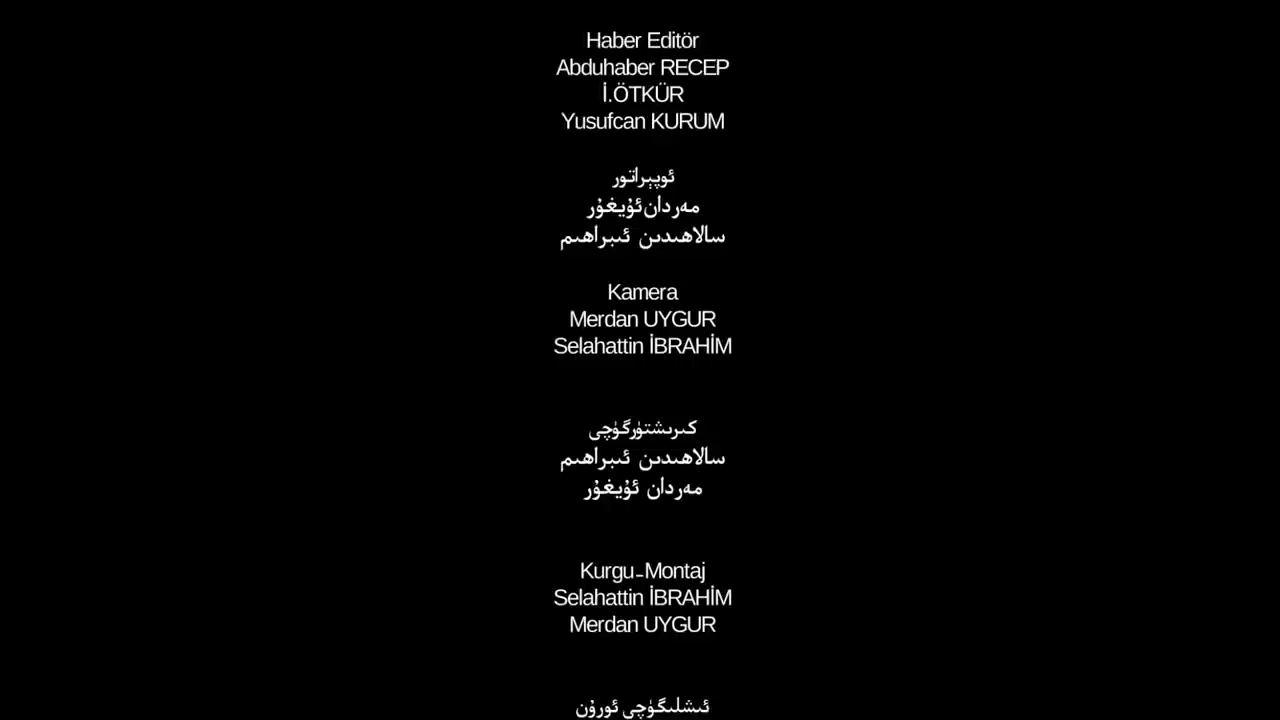 Haber Editör
Abduhaber RECEP
İ.ÖTKÜR
Yusufcan KURUM
ئوپېراتور
مەردان ئۇيغۇر
سالاھىدىن ئىبراھىم
Kamera
Merdan UYGUR
Selahattin İBRAHİM
كىرىشتۈرگۈچى
سالاھىدىن ئىبراھىم
مەردان ئۇيغۇر
Kurgu-Montaj
Selahattin İBRAHİM
Merdan UYGUR
ئىشلىگۈچى ئورۇن